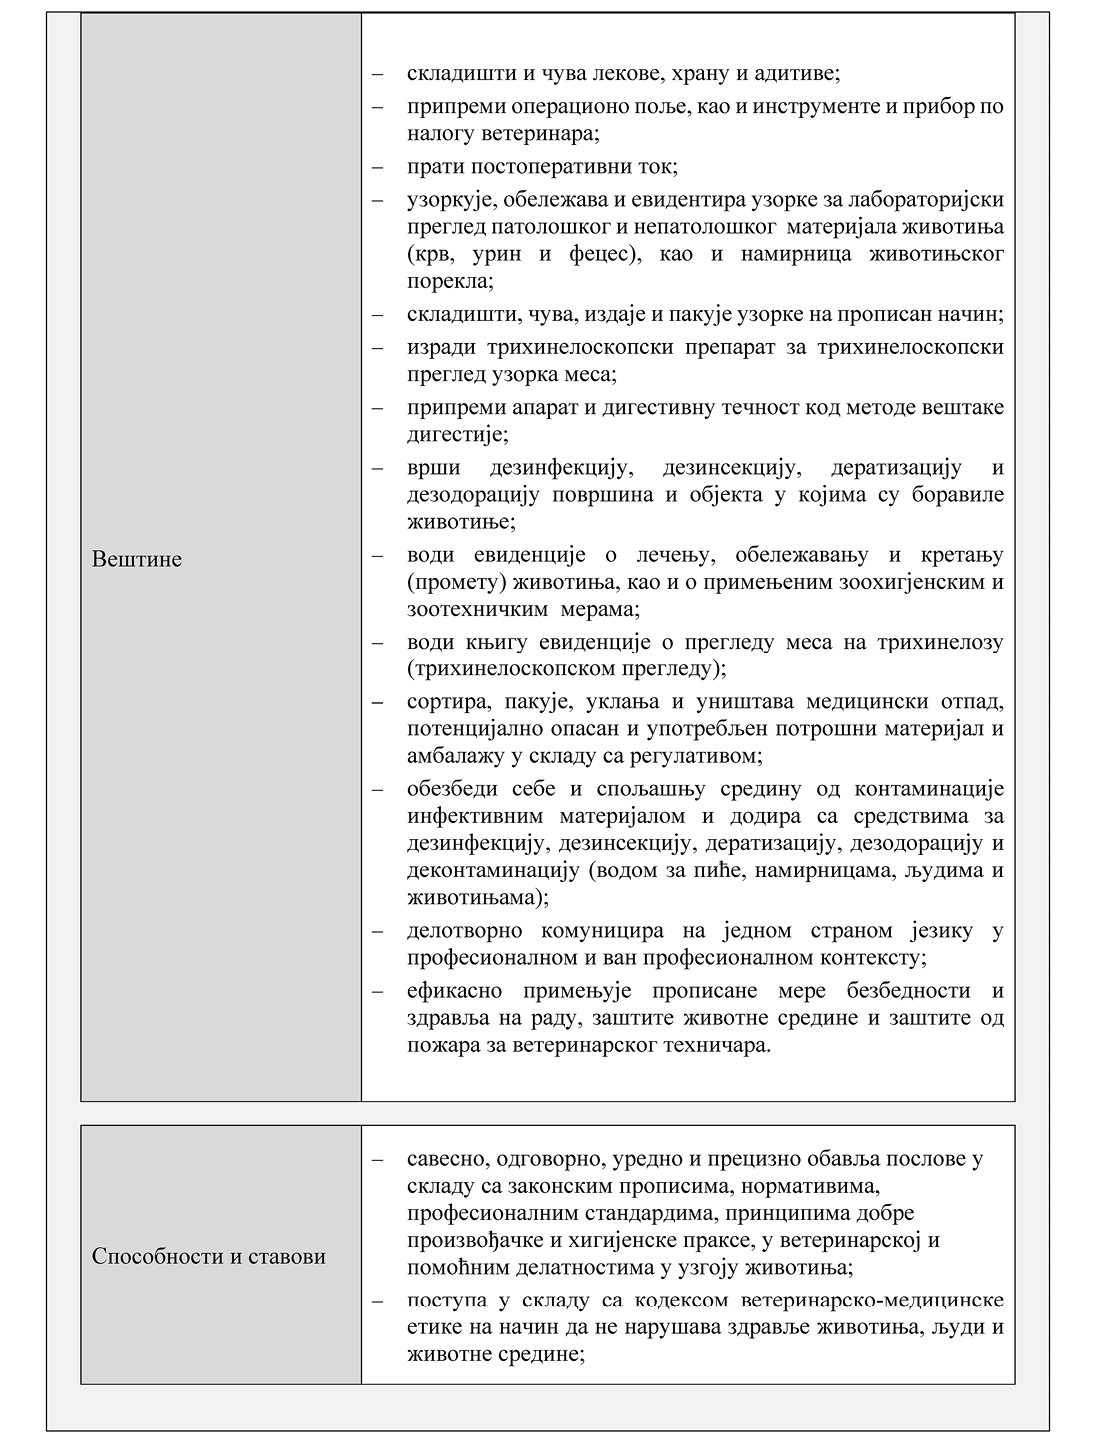 – складишти и чува лекове, храну и адитиве;
– припреми операционо поље, као и инструменте и прибор по
налогу ветеринара;
– прати постоперативни ток;
– узоркује, обележава и евидентира узорке за лабораторијски
преглед патолошког и непатолошког материјала животиња
(крв, урин и фецес), као и намирница животињског
порекла;
– складишти, чува, издаје и пакује узорке на прописан начин;
– изради трихинелоскопски препарат за трихинелоскопски
преглед узорка меса;
– припреми апарат и дигестивну течност код методе вештаке
дигестије;
– врши дезинфекцију, дезинсекцију, дератизацију и
дезодорацију површина и објекта у којима су боравиле
животиње;
Вештине
– води евиденције о лечењу, обележавању и кретању
(промету) животиња, као и о примењеним зоохигјенским и
зоотехничким мерама;
– води књигу евиденције о прегледу меса на трихинелозу
(трихинелоскопском прегледу);
– сортира, пакује, уклања и уништава медицински отпад,
потенцијално опасан и употребљен потрошни материјал и
амбалажу у складу са регулативом;
– обезбеди себе и спољашњу средину од контаминације
инфективним материјалом и додира са средствима за
дезинфекцију, дезинсекцију, дератизацију, дезодорацију и
деконтаминацију (водом за пиће, намирницама, људима и
животињама);
– делотворно комуницира на једном страном језику у
професионалном и ван професионалном контексту;
– ефикасно примењује прописане мере безбедности и
здравља на раду, заштите животне средине и заштите од
пожара за ветеринарског техничара.
Способности и ставови
– савесно, одговорно, уредно и прецизно обавља послове у
складу са законским прописима, нормативима,
професионалним стандардима, принципима добре
произвођачке и хигијенске праксе, у ветеринарској и
помоћним делатностима у узгоју животиња;
– поступа у складу са кодексом ветеринарско-медицинске
етике на начин да не нарушава здравље животиња, људи и
животне средине;